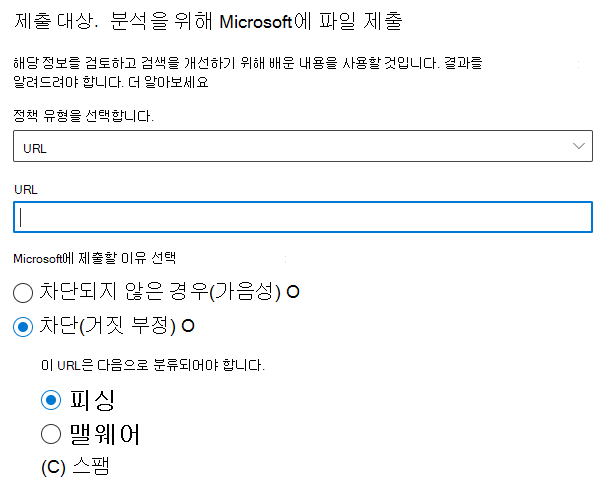 제출 대상. 분석을 위해 Microsoft에 파일 제출
해당 정보를 검토하고 검색을 개선하기 위해 배운 내용을 사용할 것입니다. 결과를
알려드려야 합니다. 더 알아보세요
정책 유형을 선택합니다.
URL
URL
Microsoft에 제출할 이유 선택
차단되지 않은 경우(가음성) O
차단(거짓 부정) O
이 URL은 다음으로 분류되어야 합니다.
피싱
맬웨어
(C) 스팸